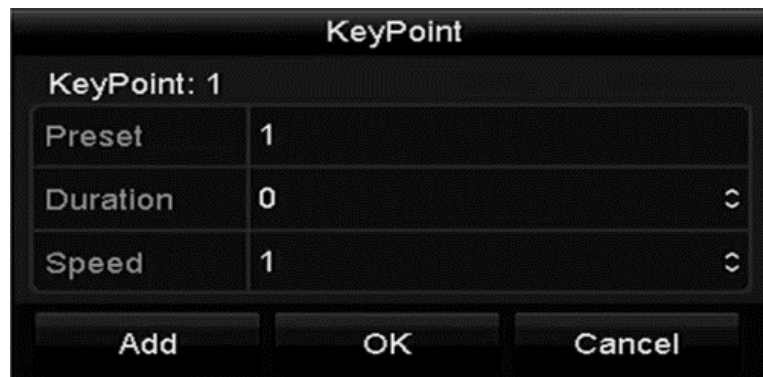 KeyPoint
KeyPoint: 1
Preset 1
Duration 0
Speed 1
Add OK Cancel